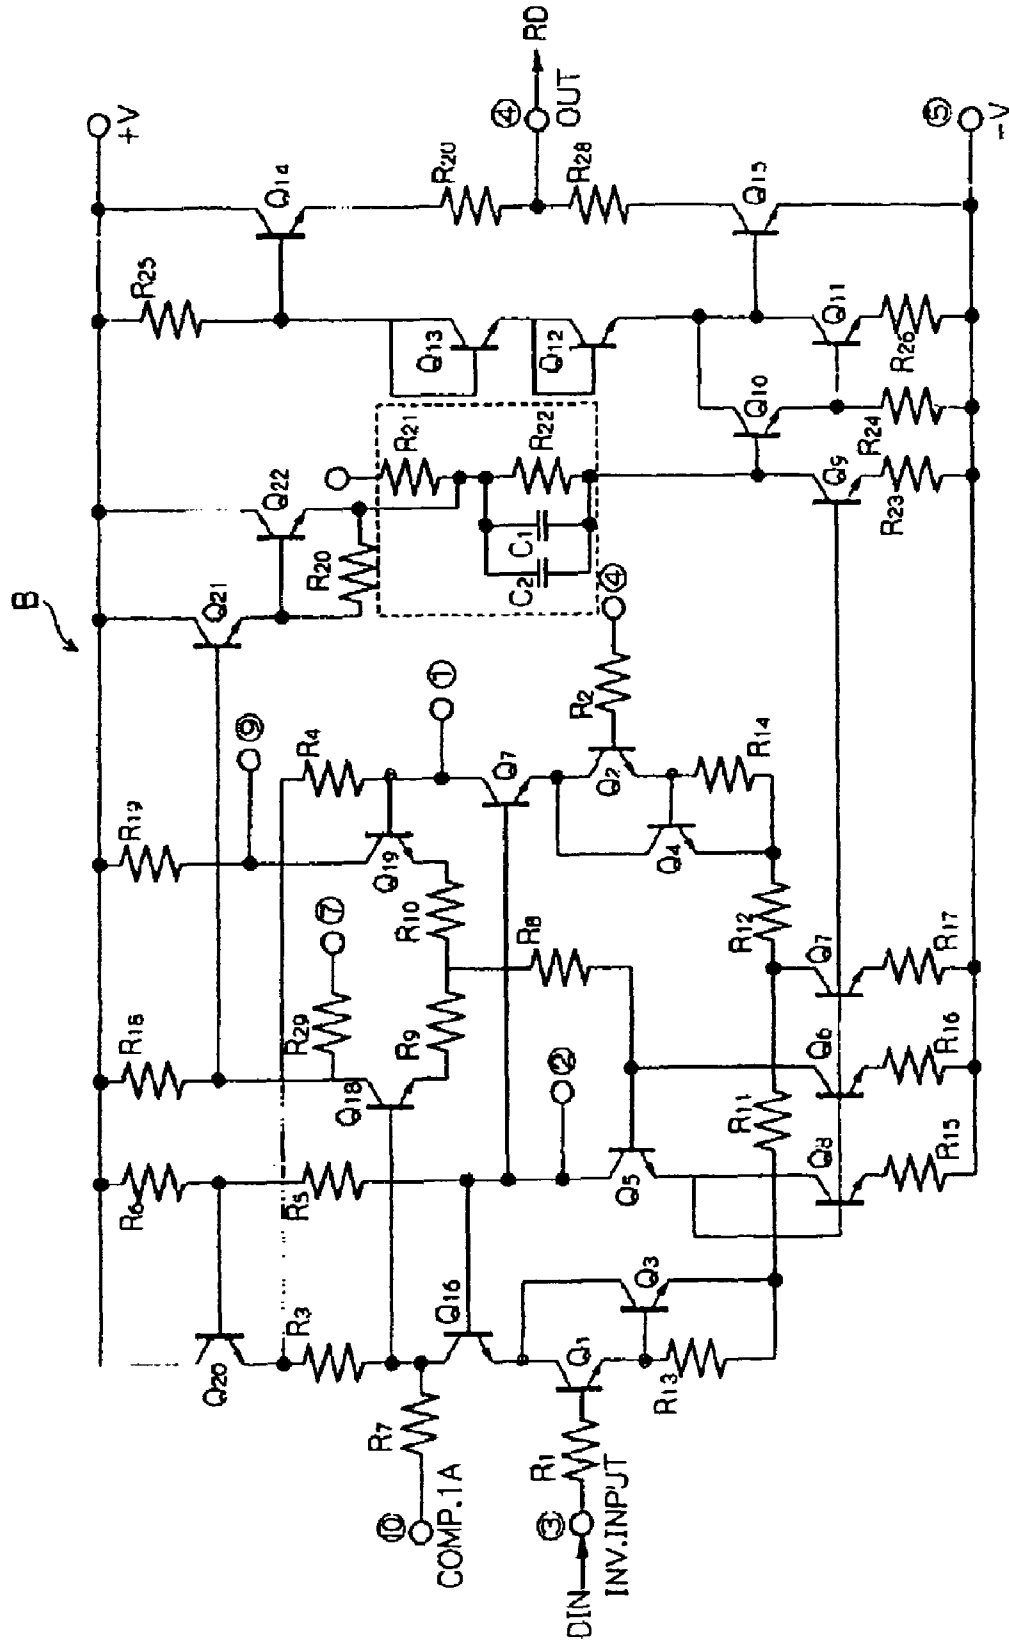 B
+V
R25
Q14
R20
④
OUT
RD
R28
Q15
⑤
-V
Q13
Q12
Q11
R26
Q10
R24
R21
R22
C1
C2
Q9
R23
Q22
R20
Q21
④
R2
R19
⑨
R4
①
Q7
Q2
R14
Q4
Q19
R10
R8
R12
Q7
R17
⑦
R29
R18
Q18
R9
②
Q6
R16
R11
Q5
Q8
R15
R6
R5
Q20
R3
Q16
Q3
Q1
R13
R7
⑩
COMP.1A
R1
③
DIN
INV.INPUT